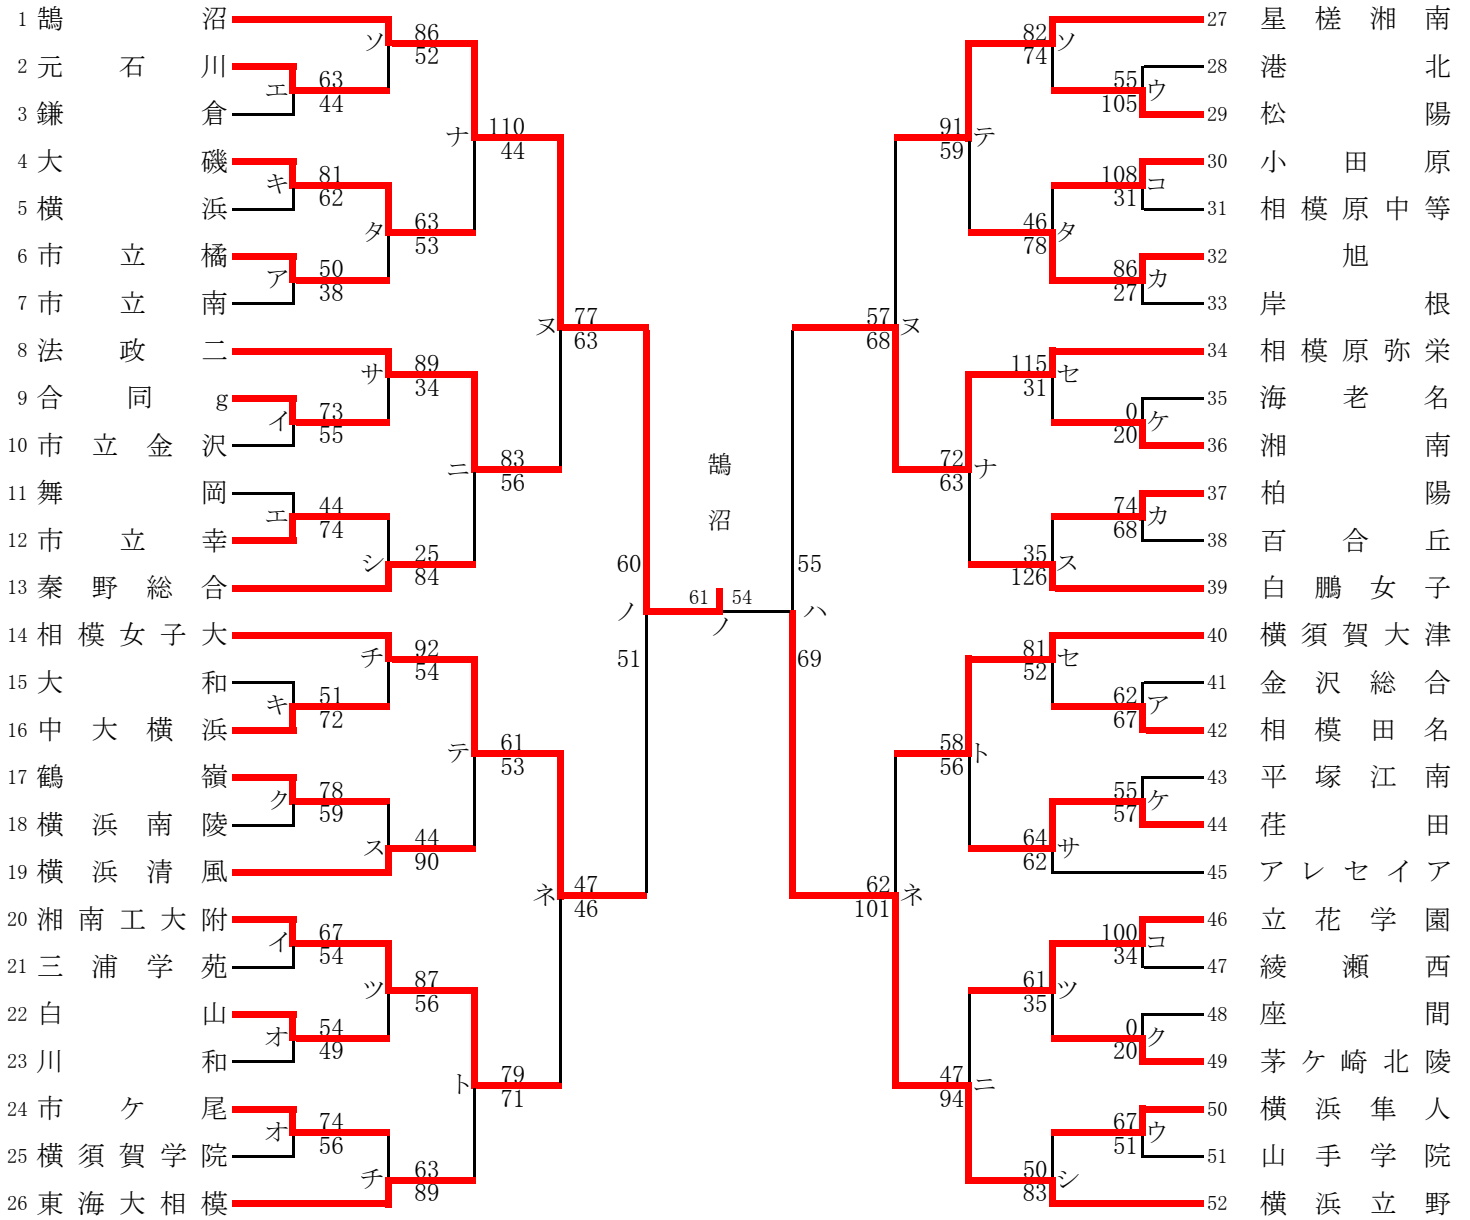 1 鵠沼
2 元石川
3 鎌倉
4 大磯
5 横浜
6 市立橘
7 市立南
8 法政二
9 合同g
10 市立金沢
11 舞岡
12 市立幸
13 秦野総合
14 相模女子大
15 大和
16 中大横浜
17 鶴嶺
18 横浜南陵
19 横浜清風
20 湘南工大附
21 三浦学苑
22 白山
23 川和
24 市ケ尾
25 横須賀学院
26 東海大相模
エ 63
44
キ 81
62
ア 50
38
イ 73
55
エ 44
74
キ 51
72
ク 78
59
イ 67
54
オ 54
49
オ 74
56
ソ 86
52
タ 63
53
サ 89
34
シ 25
84
チ 92
54
ス 44
90
ツ 87
56
チ 63
89
ナ 110
44
ニ 83
56
テ 61
53
ト 79
71
ヌ 77
63
ネ 47
46
60
ノ
51
鵠沼
61 54
ノ
55
ハ
69
57 ヌ
68
62 ネ
101
91 テ
59
72 ナ
63
58 ト
56
47 ニ
94
82 ソ
74
46 タ
78
115 セ
31
35 ス
126
81 セ
52
64 サ
62
61 ツ
35
50 シ
83
55 ウ
105
108 コ
31
86 カ
27
0 ケ
20
74 カ
68
62 ア
67
55 ケ
57
100 コ
34
0 ク
20
67 ウ
51
27 星槎湘南
28 港北
29 松陽
30 小田原
31 相模原中等
32 旭
33 岸根
34 相模原弥栄
35 海老名
36 湘南
37 柏陽
38 百合丘
39 白鵬女子
40 横須賀大津
41 金沢総合
42 相模田名
43 平塚江南
44 荏田
45 アレセイア
46 立花学園
47 綾瀬西
48 座間
49 茅ケ崎北陵
50 横浜隼人
51 山手学院
52 横浜立野